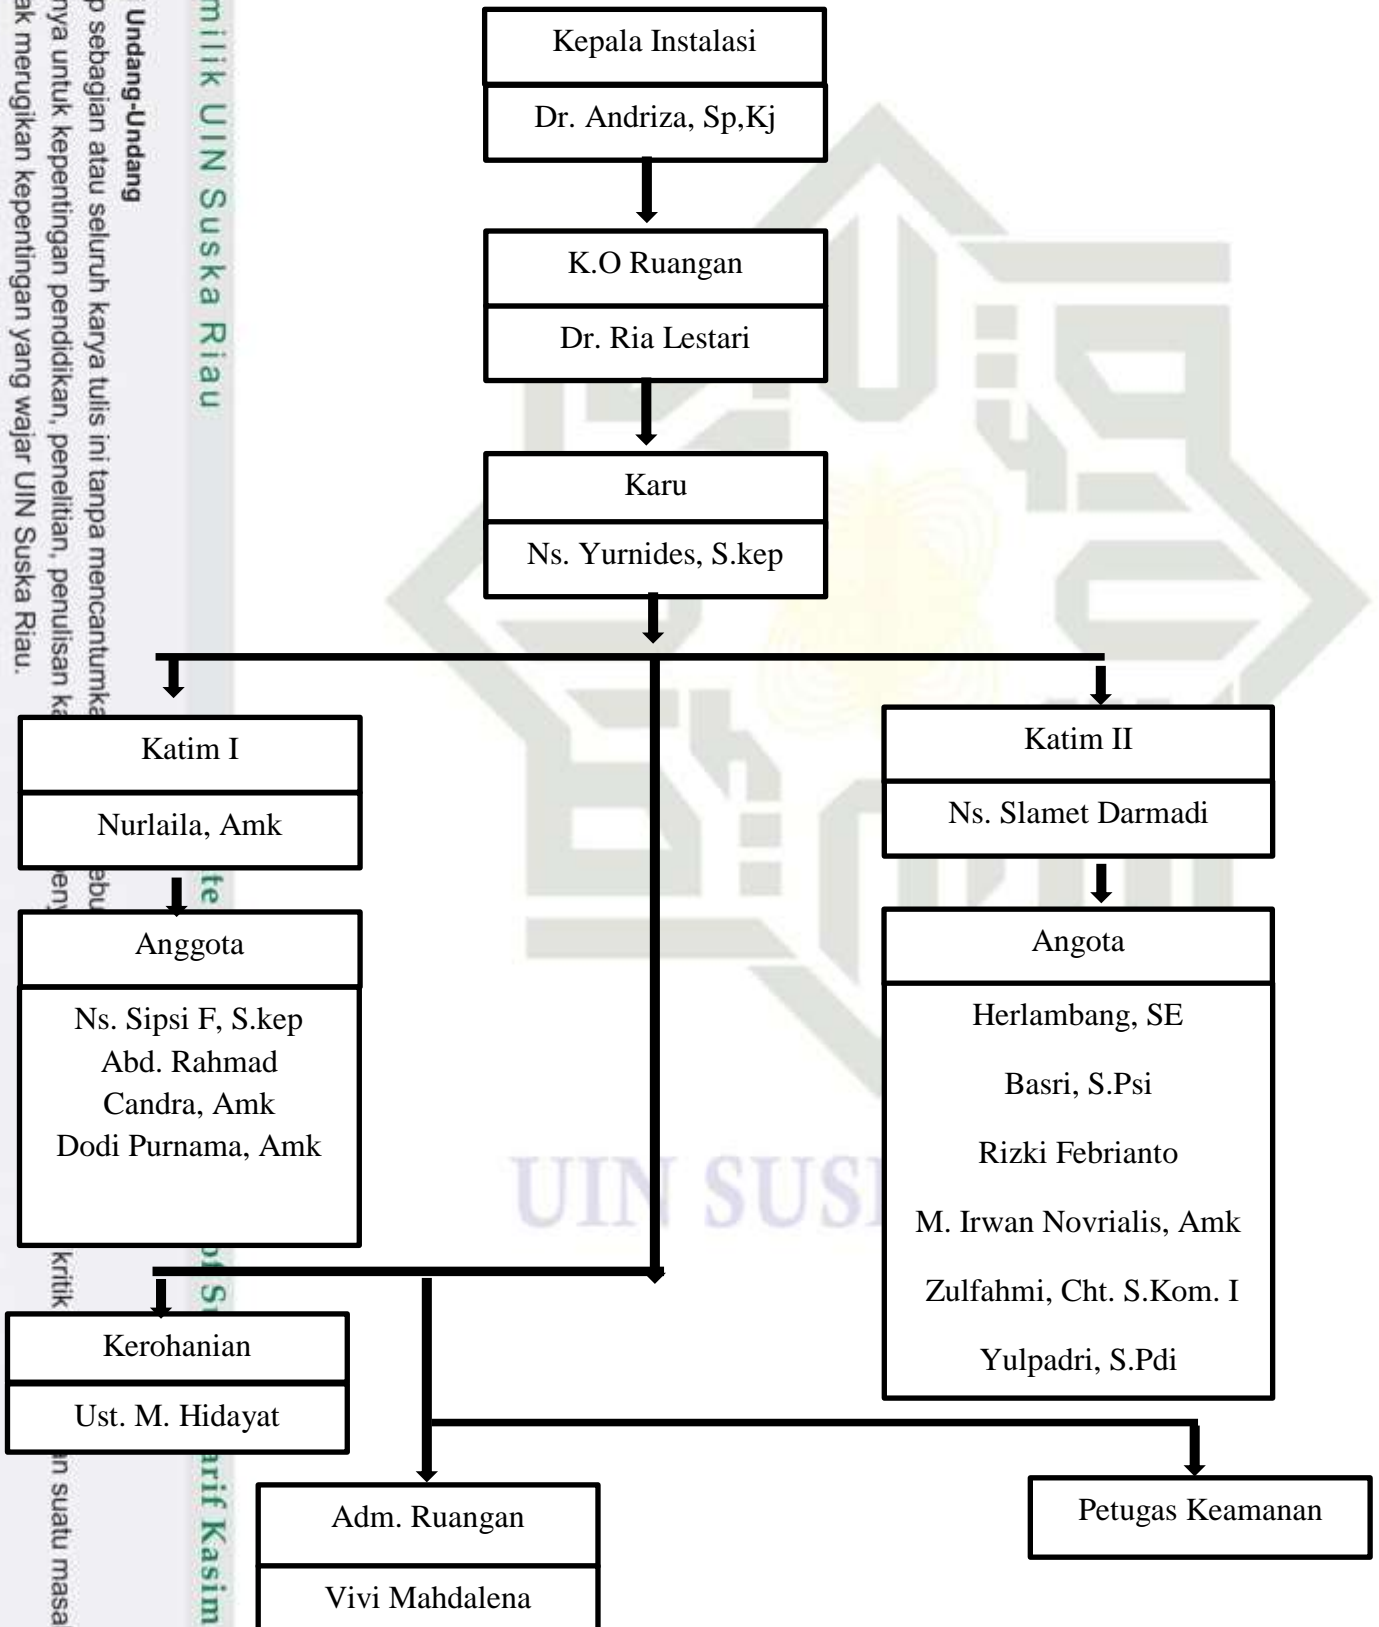 Kepala Instalasi
Dr. Andriza, Sp,Kj
K.O Ruangan
Dr. Ria Lestari
Karu
Ns. Yurnides, S.kep
Katim I
Nurlaila, Amk
Katim II
Ns. Slamet Darmadi
Anggota
Ns. Sipsi F, S.kep
Abd. Rahmad
Candra, Amk
Dodi Purnama, Amk
Angota
Herlambang, SE
Basri, S.Psi
Rizki Febrianto
M. Irwan Novrialis, Amk
Zulfahmi, Cht. S.Kom. I
Yulpadri, S.Pdi
Kerohanian
Ust. M. Hidayat
Adm. Ruangan
Vivi Mahdalena
Petugas Keamanan
UIN SUS
milik UIN Suska Riau
of S
arif Kasim
Undang-Undang
sebagian atau seluruh karya tulis ini tanpa
nya untuk kepentingan pendidikan, penelitian, penulisan
kritik
suatu
merugikan kepentingan yang wajar UIN Suska Riau.